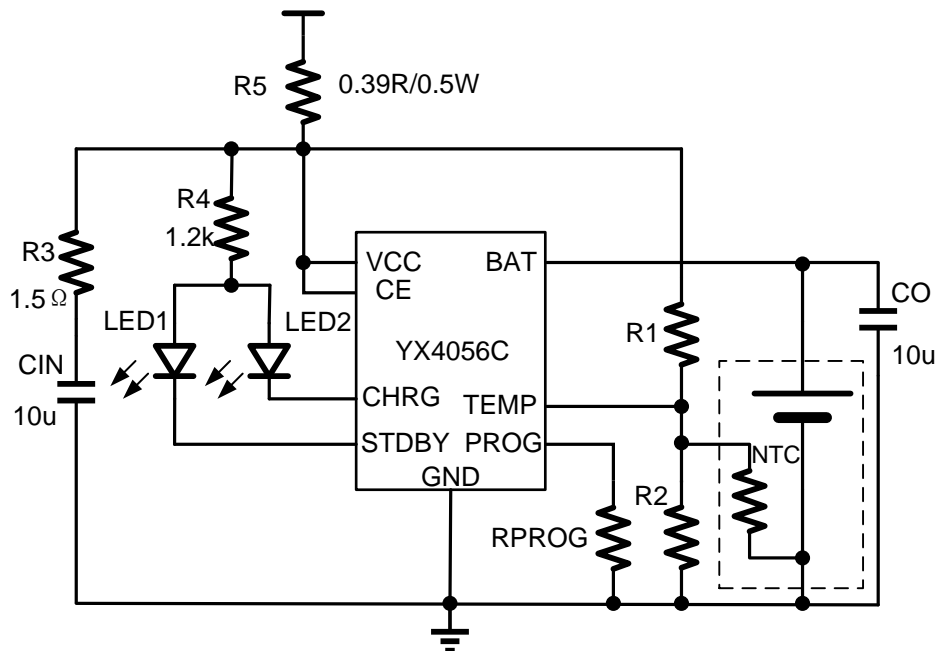 R5
0.39R/0.5W
R4
1.2k
R3
1.5Ω
CIN
10u
LED1
LED2
VCC
CE
BAT
YX4056C
CHRG
TEMP
STDBY
PROG
GND
RPROG
R1
R2
NTC
CO
10u